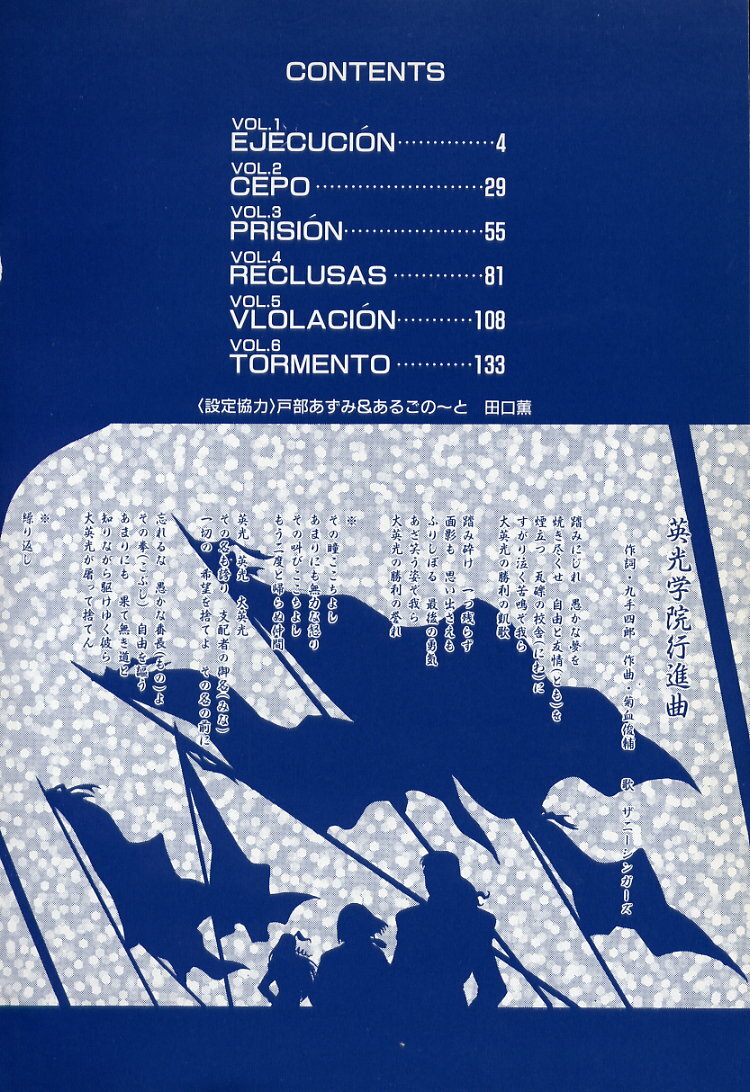 CONTENTS
VOL.1
EJECUCIÓN‥‥‥‥‥‥‥4
VOL.2
CEPO‥‥‥‥‥‥‥‥‥‥‥‥29
VOL.3
PRISIÓN‥‥‥‥‥‥‥‥‥‥55
VOL.4
RECLUSAS‥‥‥‥‥‥81
VOL.5
VLOLACIÓN‥‥‥‥‥‥108
VOL.6
TORMENTO‥‥‥‥‥‥133
〈設定協力〉戸部あずみ&あるごの〜と 田口薫
英光学院行進曲
作詞・九手四郎 作曲・菊血俊輔 歌 ザニーシンガーズ
踏みにじれ 愚かな夢を
焼き尽くせ 自由と友情(とも)を
煙立つ 瓦礫の校舎(にわ)に
すがり泣く苦鳴ぞ我ら
大英光の勝利の凱歌
踏み砕け 一つ残らず
面影も 思い出さえも
ふりしぼる 最後の勇気
あざ笑う姿ぞ我ら
大英光の勝利の誉れ
※
その瞳ここちよし
あまりにも無力な怒り
その叫びここちよし
もう二度と帰らぬ仲間
英光 英光 大英光
その名も誇り 支配者の御名(みな)
一切の 希望を捨てよ その名の前に
忘れるな 愚かな番長(もの)よ
その拳(こぶし) 自由を謳う
あまりにも 果て無き道と
知りながら駆けゆく彼ら
大英光が屠って捨てん
※
繰り返し